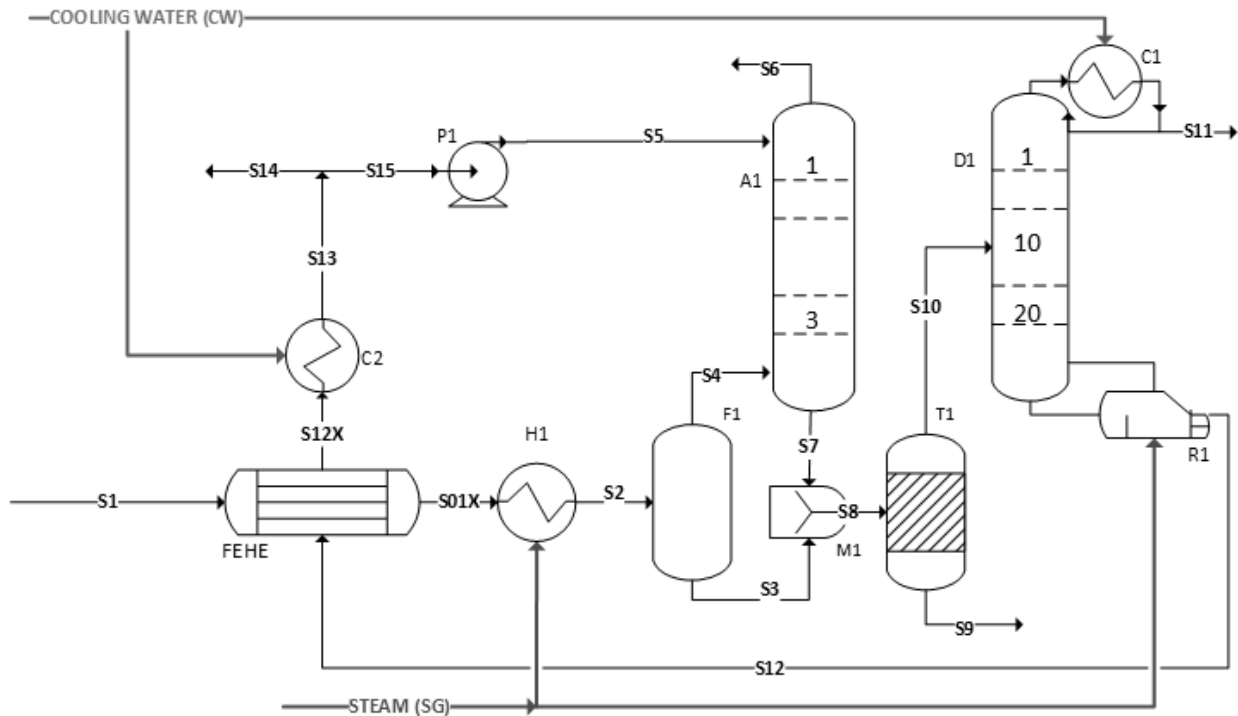 COOLING WATER (CW)
C1
S6
P1
S5
S11
S14
S15
A1
1
D1
1
S13
10
S10
20
3
C2
S4
F1
T1
S12X
H1
S7
R1
S1
S01X
S2
S8
FEHE
M1
S3
S9
S12
STEAM (SG)